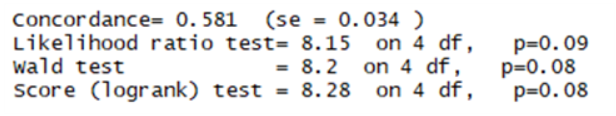 Concordance= 0.581  (se = 0.034 )
Likelihood ratio test= 8.15  on 4 df,   p=0.09
Wald test            = 8.2  on 4 df,   p=0.08
Score (logrank) test = 8.28  on 4 df,   p=0.08